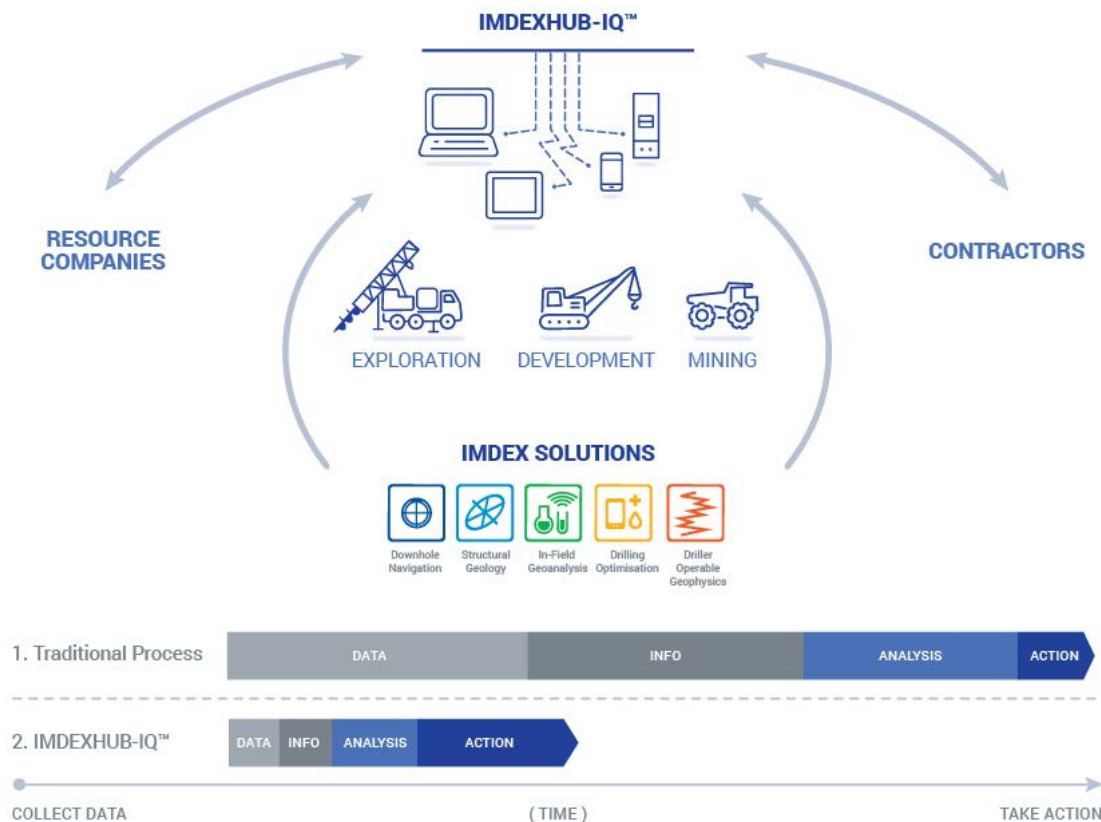 IMDEXHUB-IQ™
RESOURCE
COMPANIES
CONTRACTORS
EXPLORATION
DEVELOPMENT
MINING
IMDEX SOLUTIONS
Downhole
Navigation
Structural
Geology
In-Field
Geoanalysis
Drilling
Optimisation
Driller
Operable
Geophysics
1. Traditional Process
DATA
INFO
ANALYSIS
ACTION
2. IMDEXHUB-IQ™
DATA
INFO
ANALYSIS
ACTION
COLLECT DATA
( TIME )
TAKE ACTION